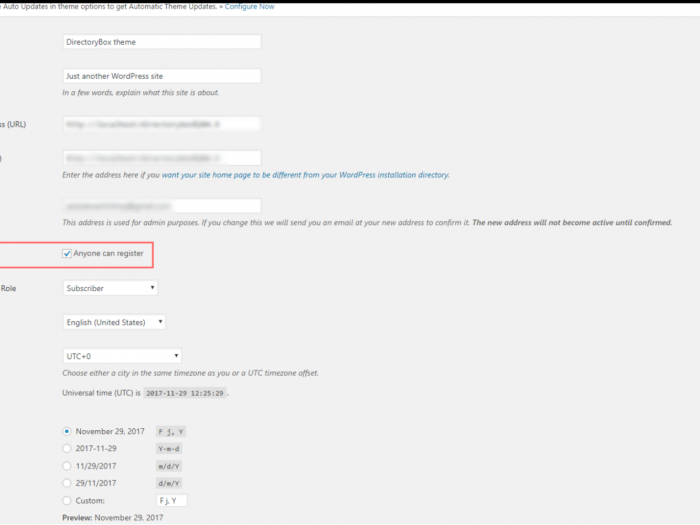 Auto Updates in theme options to get Automatic Theme Updates. » Configure Now
DirectoryBox theme
Just another WordPress site
In a few words, explain what this site is about.
(URL)
Enter the address here if you want your site home page to be different from your WordPress installation directory.
This address is used for admin purposes. If you change this we will send you an email at your new address to confirm it. The new address will not become active until confirmed.
Anyone can register
Role Subscriber
English (United States)
UTC+0
Choose either a city in the same timezone as you or a UTC timezone offset.
Universal time (UTC) is 2017-11-29 12:25:29 .
November 29, 2017 F j, Y
2017-11-29 Y-m-d
11/29/2017 m/d/Y
29/11/2017 d/m/Y
Custom: F j, Y
Preview: November 29, 2017